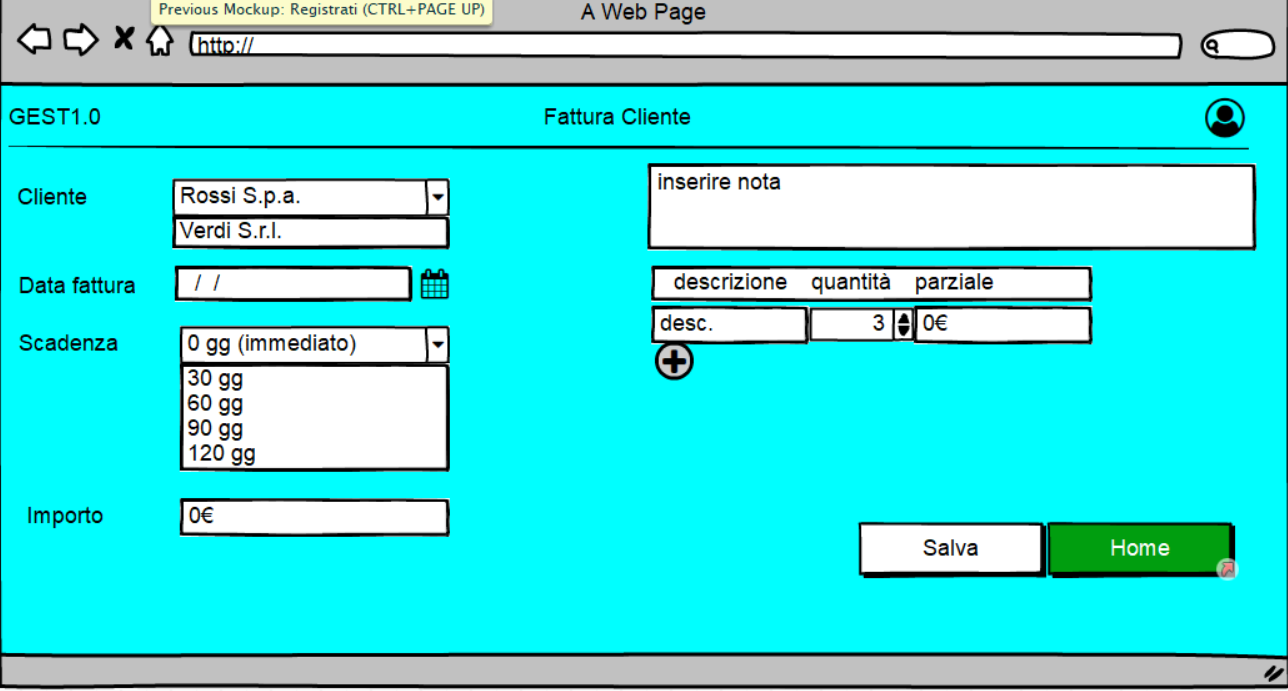 Previous Mockup: Registrati (CTRL+PAGE UP)
A Web Page
http://
GEST1.0
Fattura Cliente
Cliente
Rossi S.p.a.
Verdi S.r.l.
Data fattura
/ /
Scadenza
0 gg (immediato)
30 gg
60 gg
90 gg
120 gg
Importo
0€
inserire nota
descrizione quantità parziale
desc. 3 0€
Salva
Home